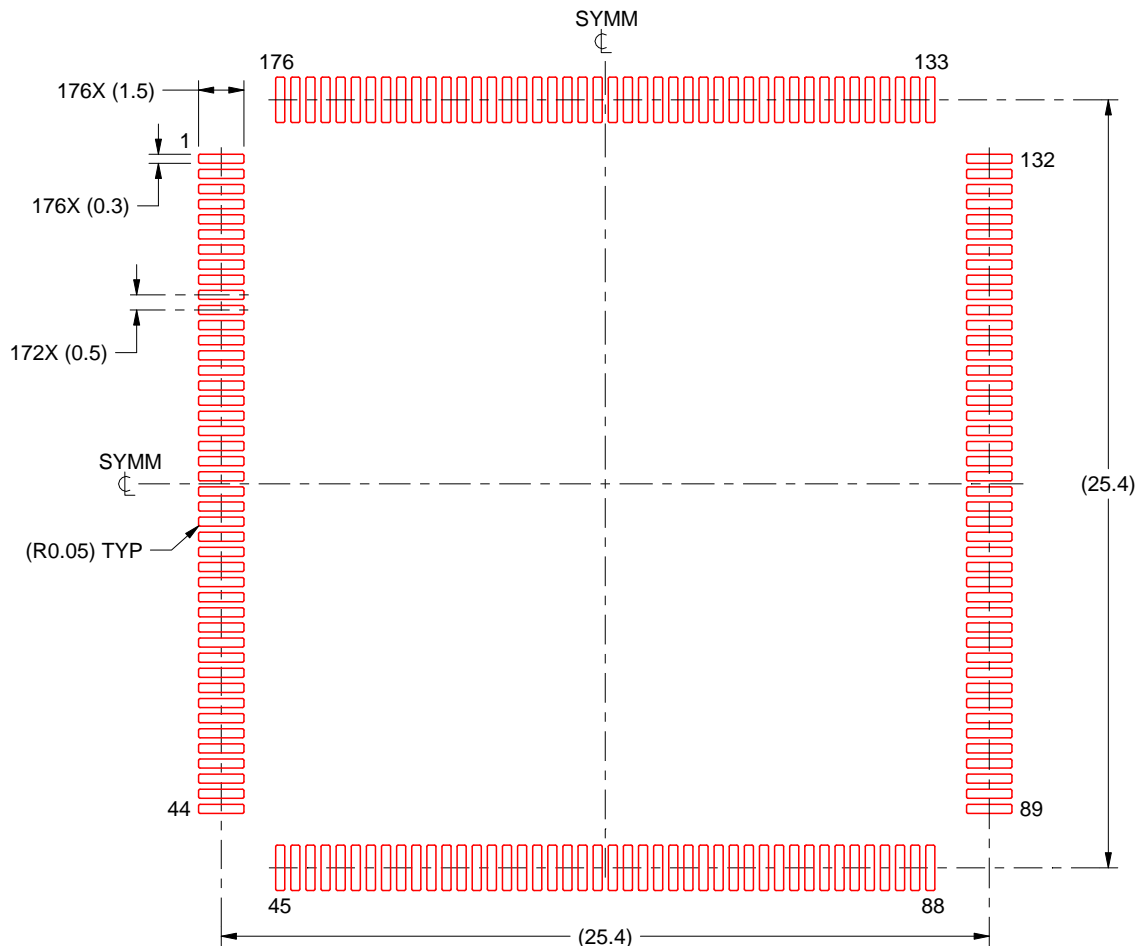 SYMM
℄
176
133
176X (1.5)
1
132
176X (0.3)
172X (0.5)
SYMM
℄
(25.4)
(R0.05) TYP
44
89
45
88
(25.4)